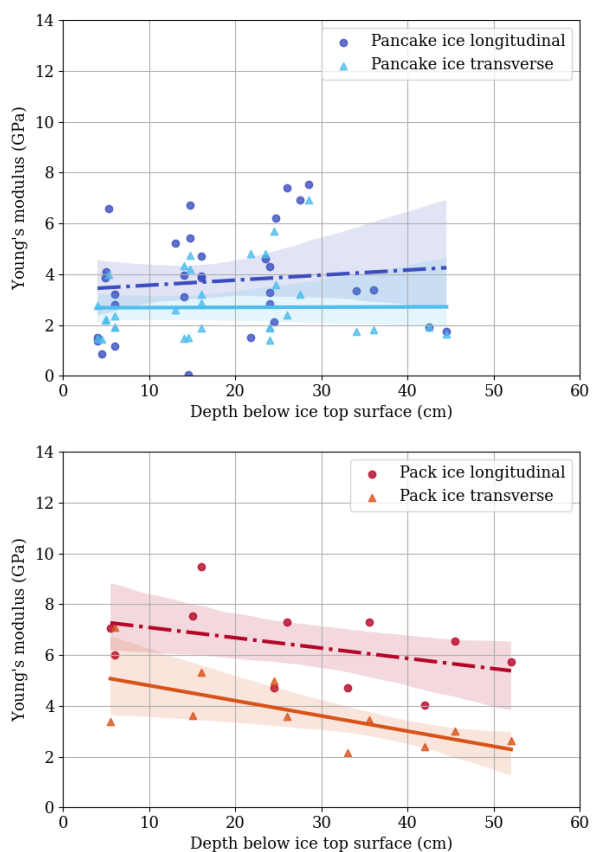 14
12
10
8
6
4
2
0
Young's modulus (GPa)
Pancake ice longitudinal
Pancake ice transverse
0 10 20 30 40 50 60
Depth below ice top surface (cm)
14
12
10
8
6
4
2
0
Young's modulus (GPa)
Pack ice longitudinal
Pack ice transverse
0 10 20 30 40 50 60
Depth below ice top surface (cm)